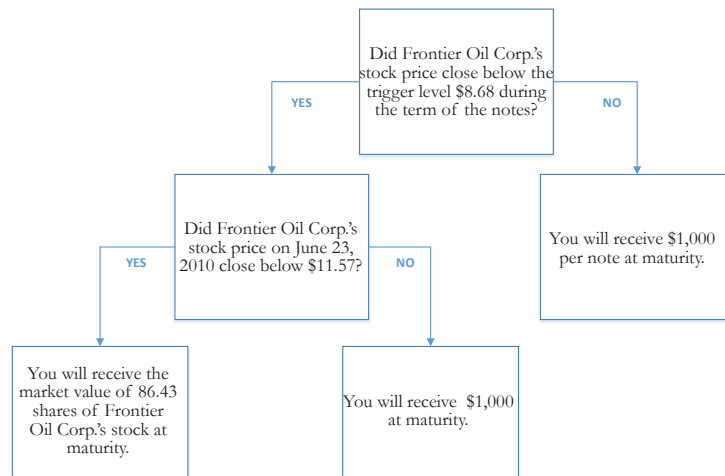 Did Frontier Oil Corp.'s
stock price close below the
trigger level $8.68 during
the term of the notes?
YES
NO
Did Frontier Oil Corp.'s
stock price on June 23,
2010 close below $11.57?
You will receive $1,000
per note at maturity.
YES
NO
You will receive the
market value of 86.43
shares of Frontier
Oil Corp.'s stock at
maturity.
You will receive $1,000
at maturity.